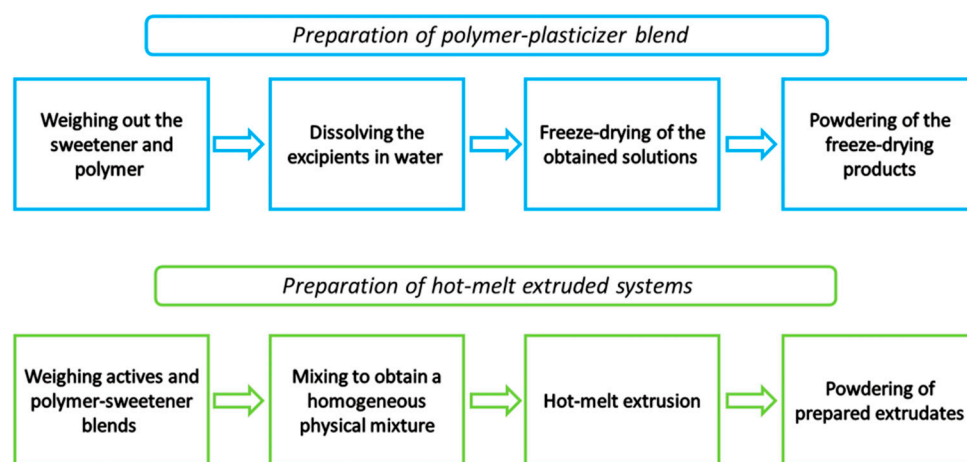 Preparation of polymer-plasticizer blend
Weighing out the
sweetener and
polymer
Dissolving the
excipients in water
Freeze-drying of the
obtained solutions
Powdering of the
freeze-drying
products
Preparation of hot-melt extruded systems
Weighing actives and
polymer-sweetener
blends
Mixing to obtain a
homogeneous
physical mixture
Hot-melt extrusion
Powdering of
prepared extrudates